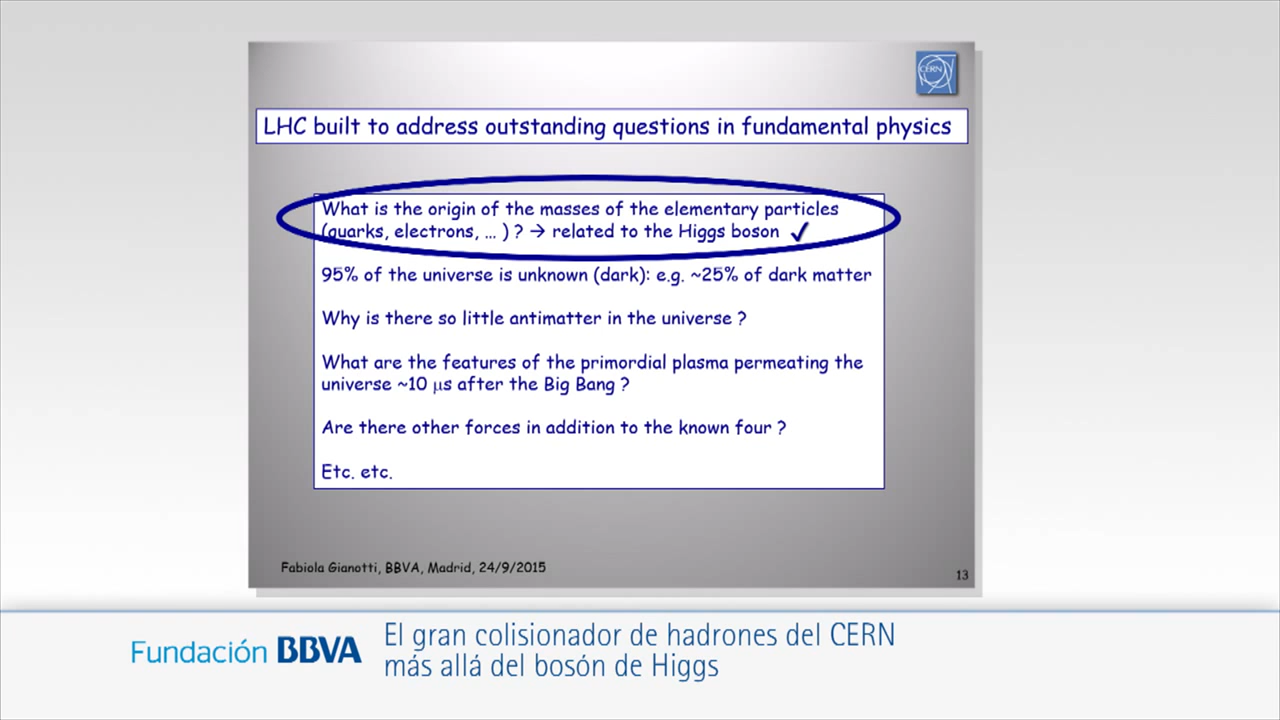 CERN
LHC built to address outstanding questions in fundamental physics
What is the origin of the masses of the elementary particles
(quarks, electrons, … ) ? → related to the Higgs boson ✓
95% of the universe is unknown (dark): e.g. ~25% of dark matter
Why is there so little antimatter in the universe ?
What are the features of the primordial plasma permeating the
universe ~10 μs after the Big Bang ?
Are there other forces in addition to the known four ?
Etc. etc.
Fabiola Gianotti, BBVA, Madrid, 24/9/2015
13
Fundación BBVA
El gran colisionador de hadrones del CERN
más allá del bosón de Higgs